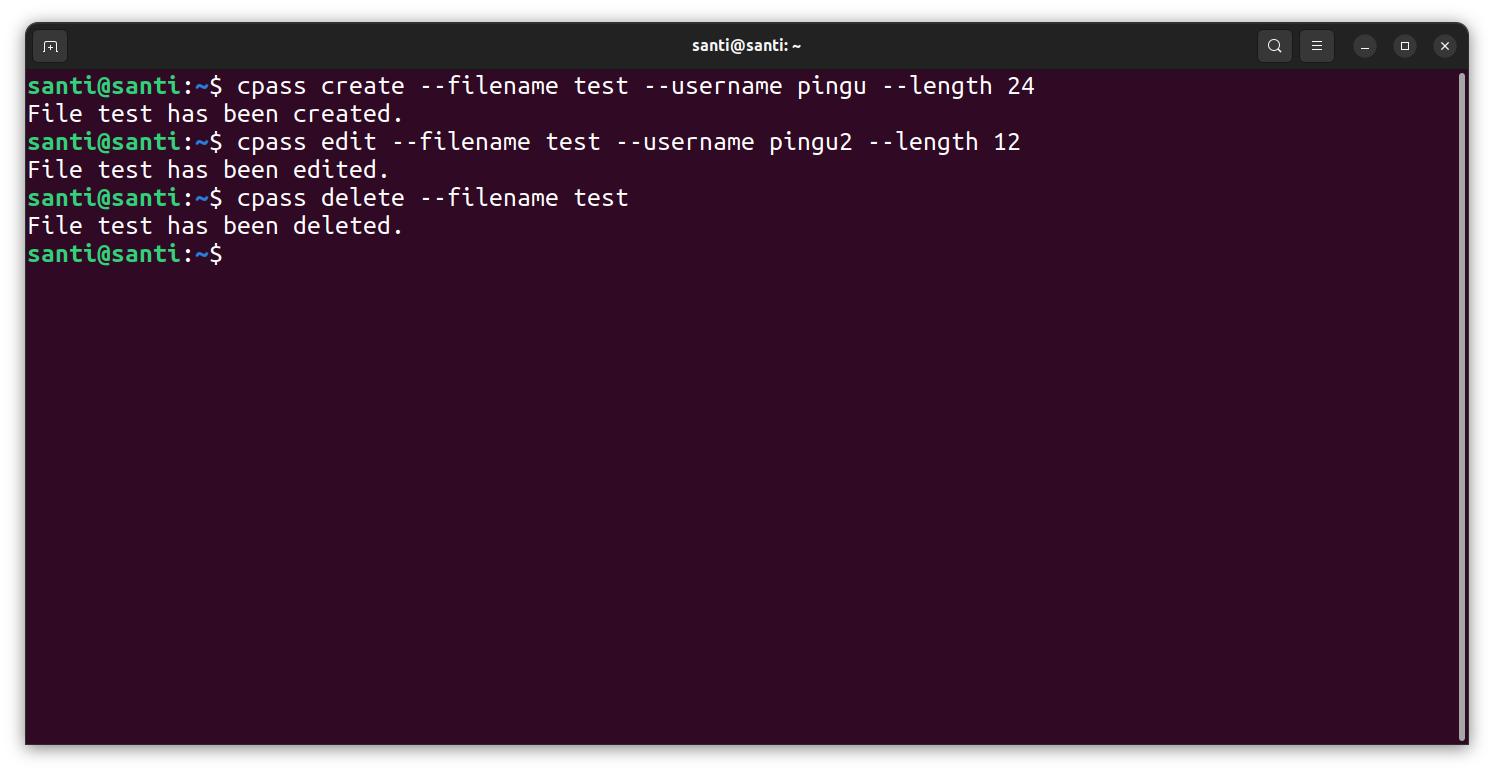 santi@santi: ~
santi@santi:~$ cpass create --filename test --username pingu --length 24
File test has been created.
santi@santi:~$ cpass edit --filename test --username pingu2 --length 12
File test has been edited.
santi@santi:~$ cpass delete --filename test
File test has been deleted.
santi@santi:~$